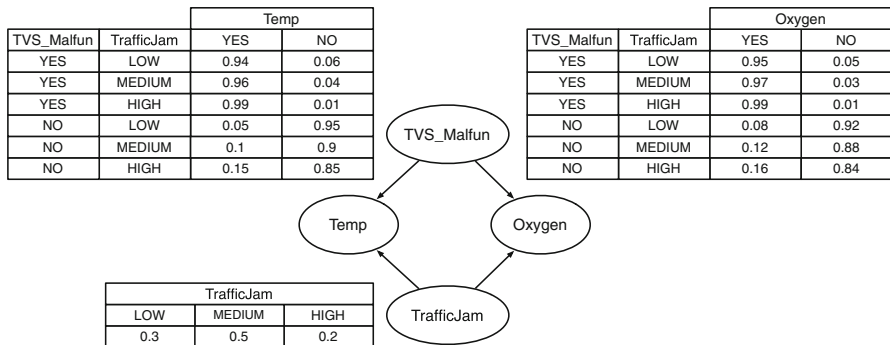 Temp
TVS_Malfun TrafficJam YES NO
YES LOW 0.94 0.06
YES MEDIUM 0.96 0.04
YES HIGH 0.99 0.01
NO LOW 0.05 0.95
NO MEDIUM 0.1 0.9
NO HIGH 0.15 0.85
Oxygen
TVS_Malfun TrafficJam YES NO
YES LOW 0.95 0.05
YES MEDIUM 0.97 0.03
YES HIGH 0.99 0.01
NO LOW 0.08 0.92
NO MEDIUM 0.12 0.88
NO HIGH 0.16 0.84
TVS_Malfun
Temp
Oxygen
TrafficJam
TrafficJam
LOW MEDIUM HIGH
0.3 0.5 0.2